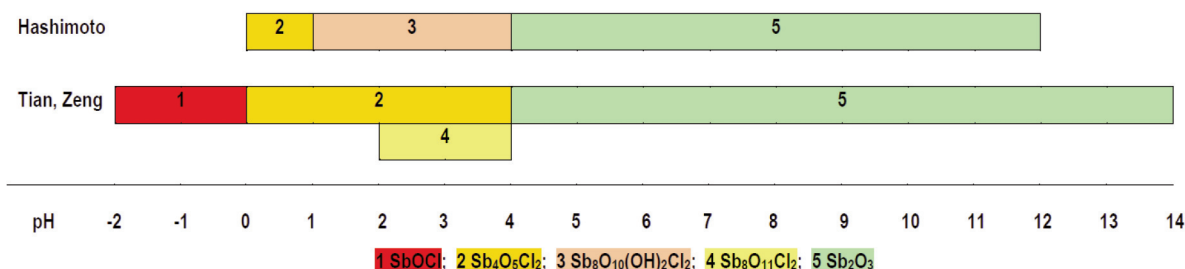 Hashimoto 2 3 5
Tian, Zeng 1 2 5
4
pH -2 -1 0 1 2 3 4 5 6 7 8 9 10 11 12 13 14
1 SbOCl; 2 Sb₄O₅Cl₂; 3 Sb₈O₁₀(OH)₂Cl₂; 4 Sb₈O₁₁Cl₂; 5 Sb₂O₃